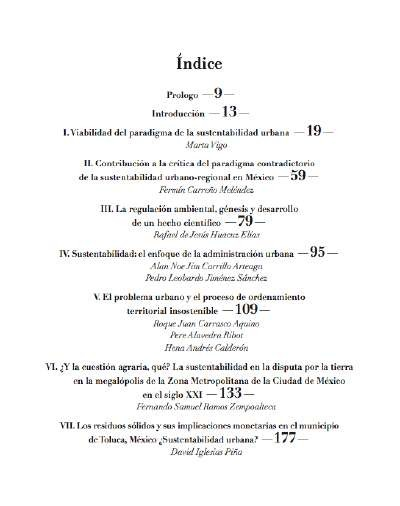 Índice
Prologo —9—
Introducción —13—
I. Viabilidad del paradigma de la sustentabilidad urbana —19—
Marta Vigo
II. Contribución a la crítica del paradigma contradictorio
de la sustentabilidad urbano-regional en México —59—
Fermín Carreño Meléndez
III. La regulación ambiental, génesis y desarrollo
de un hecho científico —79—
Rafael de Jesús Huacuz Elías
IV. Sustentabilidad: el enfoque de la administración urbana —95—
Alan Noe Jim Carrillo Arteaga
Pedro Leobardo Jiménez Sánchez
V. El problema urbano y el proceso de ordenamiento
territorial insostenible —109—
Roque Juan Carrasco Aquino
Pere Alavedra Ribot
Hena Andrés Calderón
VI. ¿Y la cuestión agraria, qué? La sustentabilidad en la disputa por la tierra
en la megalópolis de la Zona Metropolitana de la Ciudad de México
en el siglo XXI —133—
Fernando Samuel Ramos Zempoalteca
VII. Los residuos sólidos y sus implicaciones monetarias en el municipio
de Toluca, México ¿Sustentabilidad urbana? —177—
David Iglesias Piña